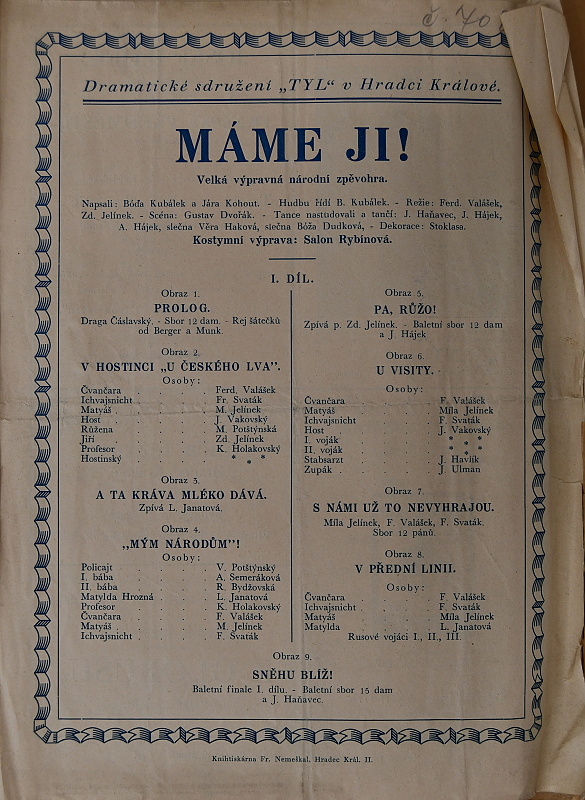 č. 70
Dramatické sdružení „TYL“ v Hradci Králové.
MÁME JI!
Velká výpravná národní zpěvohra.
Napsali: Bóďa Kubálek a Jára Kohout. - Hudbu řídí B. Kubálek. - Režie: Ferd. Valášek,
Zd. Jelínek. - Scéna: Gustav Dvořák. - Tance nastudovali a tančí: J. Haňavec, J. Hájek,
A. Hájek, slečna Věra Haková, slečna Bóža Dudková, - Dekorace: Stoklasa.
Kostymní výprava: Salon Rybínová.
I. DÍL.
Obraz 1.
PROLOG.
Draga Čáslavský. - Sbor 12 dam. - Rej šátečků
od Berger a Munk.
Obraz 2.
V HOSTINCI „U ČESKÉHO LVA“.
Osoby:
Čvančara . . . . Ferd. Valášek
Ichvajsnicht . . . . Fr. Svaták
Matyáš . . . . M. Jelínek
Host . . . . J. Vakovský
Růžena . . . . M. Potštýnská
Jiří . . . . Zd. Jelínek
Profesor . . . . K. Holakovský
Hostinský . . . . * * *
Obraz 3.
A TA KRÁVA MLÉKO DÁVÁ.
Zpívá L. Janatová.
Obraz 4.
„MÝM NÁRODŮM“!
Osoby:
Policajt . . . . V. Potštýnský
I. bába . . . . A. Semeráková
II. bába . . . . R. Bydžovská
Matylda Hrozná . . . . L. Janatová
Profesor . . . . K. Holakovský
Čvančara . . . . F. Valášek
Matyáš . . . . M. Jelínek
Ichvajsnicht . . . . F. Svaták
Obraz 5.
PA, RŮŽO!
Zpívá p. Zd. Jelínek. - Baletní sbor 12 dam
a J. Hájek
Obraz 6.
U VISITY.
Osoby:
Čvančara . . . . F. Valášek
Matyáš . . . . Míla Jelínek
Ichvajsnicht . . . . F. Svaták
Host . . . . J. Vakovský
I. voják . . . . * * *
II. voják . . . . * * *
Stabsarzt . . . . J. Havlík
Zupák . . . . J. Ulman
Obraz 7.
S NÁMI UŽ TO NEVYHRAJOU.
Míla Jelínek, F. Valášek, F. Svaták.
Sbor 12 pánů.
Obraz 8.
V PŘEDNÍ LINII.
Osoby:
Čvančara . . . . F. Valášek
Ichvajsnicht . . . . F. Svaták
Matyáš . . . . Míla Jelínek
Matylda . . . . L. Janatová
Rusové vojáci I., II., III.
Obraz 9.
SNĚHU BLÍŽ!
Baletní finale I. dílu. - Baletní sbor 15 dam
a J. Haňavec.
Knihtiskárna Fr. Nemeškal, Hradec Král. II.